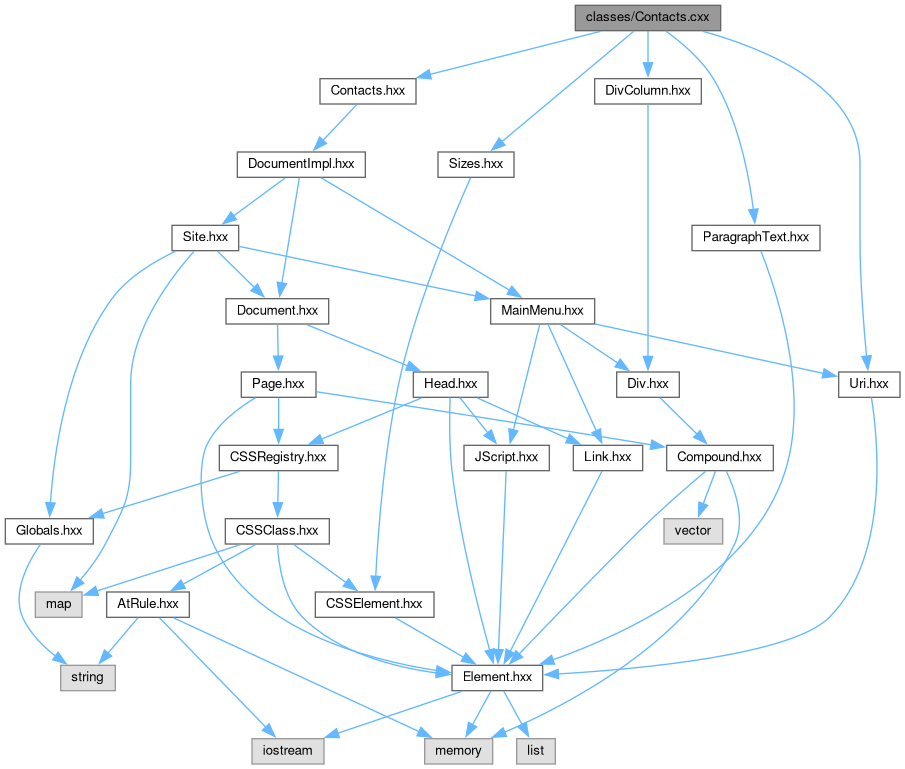 classes/Contacts.cxx
Contacts.hxx
DivColumn.hxx
DocumentImpl.hxx
Sizes.hxx
Site.hxx
ParagraphText.hxx
Document.hxx
MainMenu.hxx
Page.hxx
Head.hxx
Div.hxx
Uri.hxx
CSSRegistry.hxx
JScript.hxx
Link.hxx
Compound.hxx
Globals.hxx
CSSClass.hxx
vector
map
AtRule.hxx
CSSElement.hxx
string
Element.hxx
iostream
memory
list